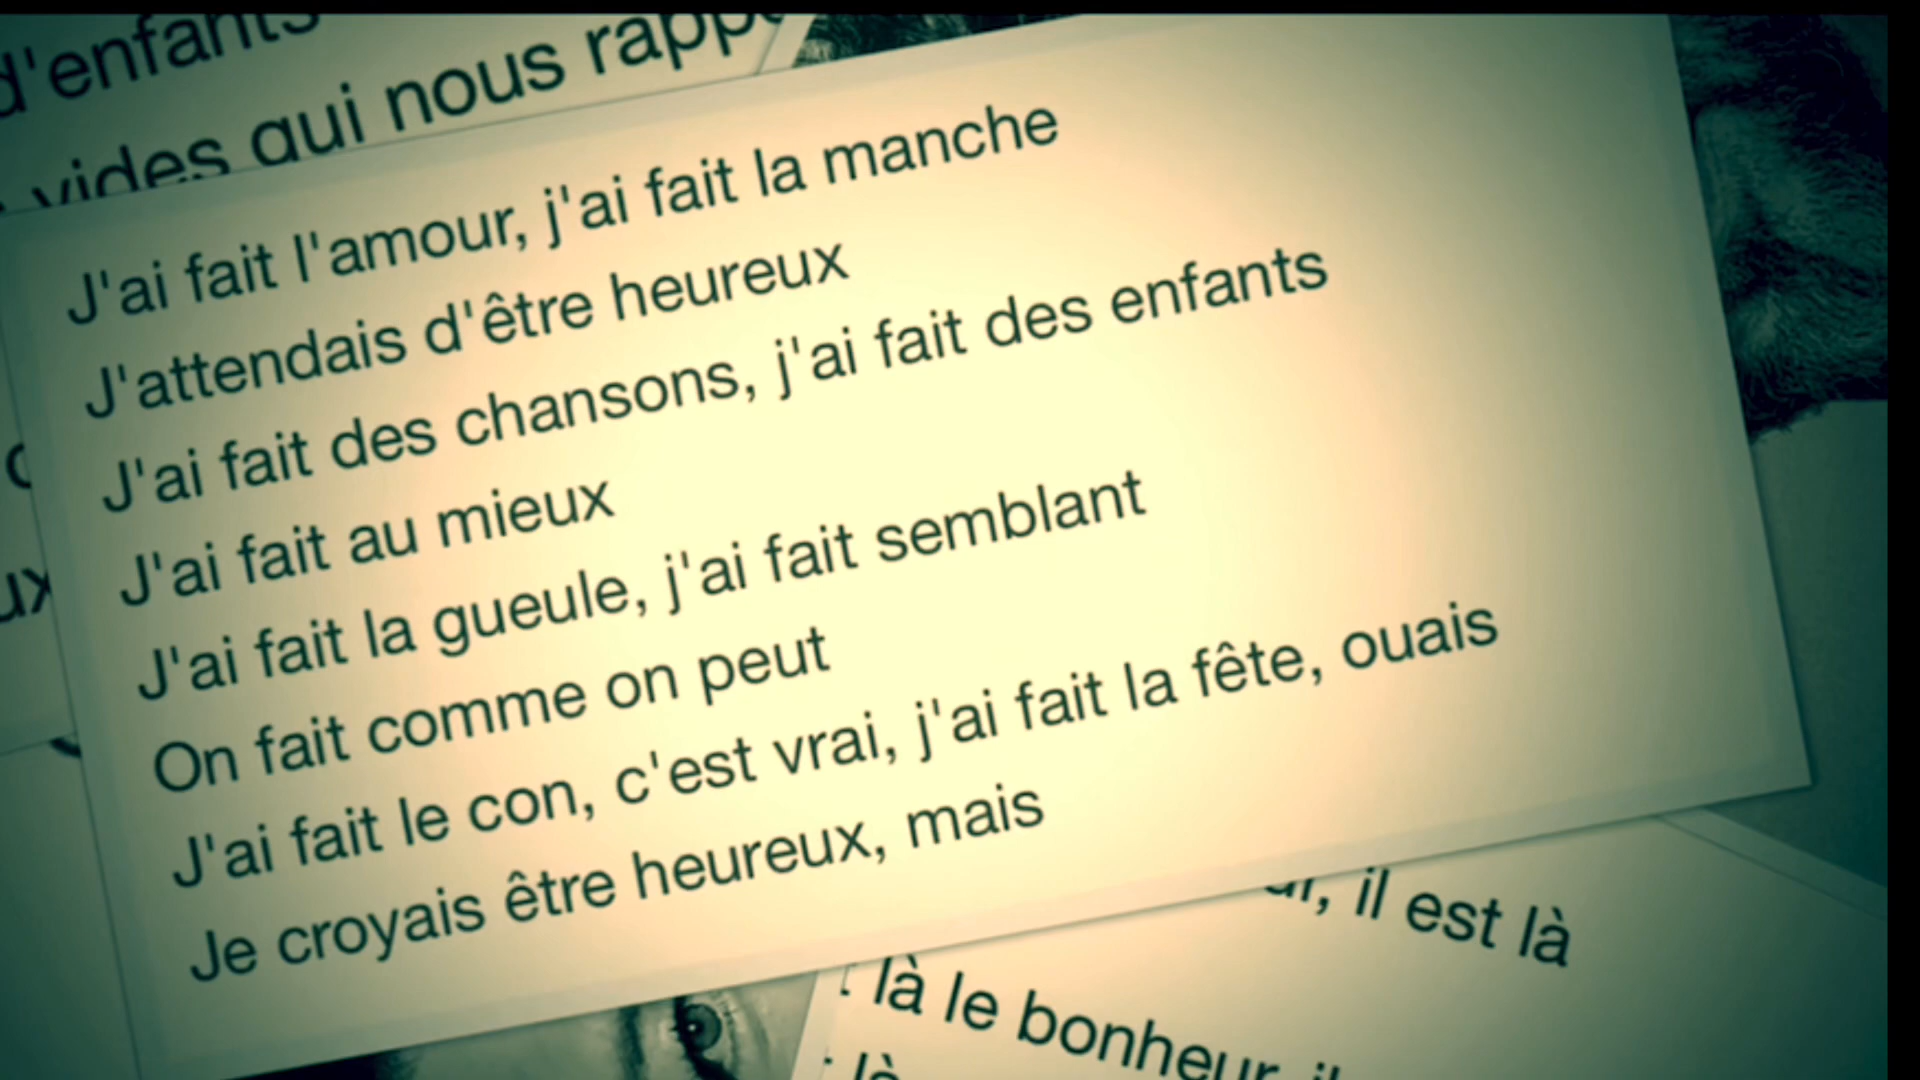 d'enfants
vides qui nous
J'ai fait l'amour, j'ai fait la manche
J'attendais d'être heureux
J'ai fait des chansons, j'ai fait des enfants
J'ai fait au mieux
J'ai fait la gueule, j'ai fait semblant
On fait comme on peut
J'ai fait le con, c'est vrai, j'ai fait la fête, ouais
Je croyais être heureux, mais
il est là
là le bonheur,
là